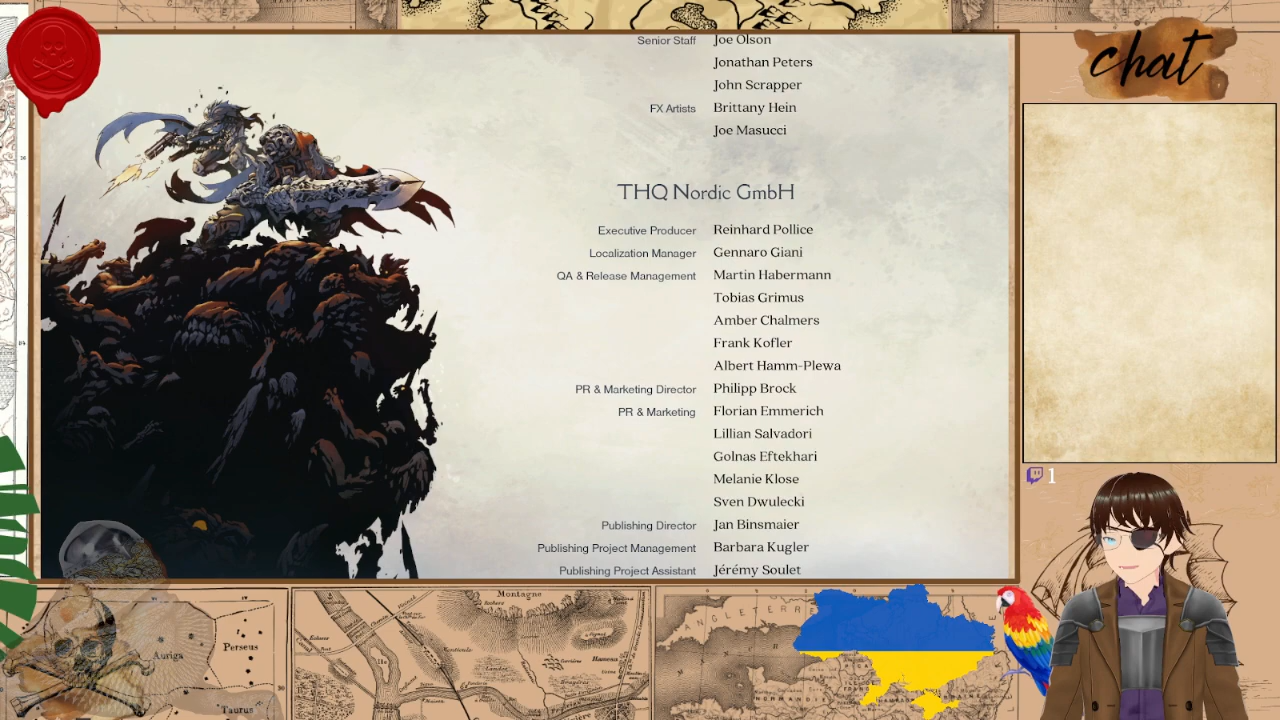 chat
Senior Staff Joe Olson
Jonathan Peters
John Scrapper
FX Artists Brittany Hein
Joe Masucci
THQ Nordic GmbH
Executive Producer Reinhard Pollice
Localization Manager Gennaro Giani
QA & Release Management Martin Habermann
Tobias Grimus
Amber Chalmers
Frank Kofler
Albert Hamm-Plewa
PR & Marketing Director Philipp Brock
PR & Marketing Florian Emmerich
Lillian Salvadori
Golnas Eftekhari
Melanie Klose
Sven Dwulecki
Publishing Director Jan Binsmaier
Publishing Project Management Barbara Kugler
Publishing Project Assistant Jérémy Soulet
1
Montagne
Auriga
Perseus
Taurus